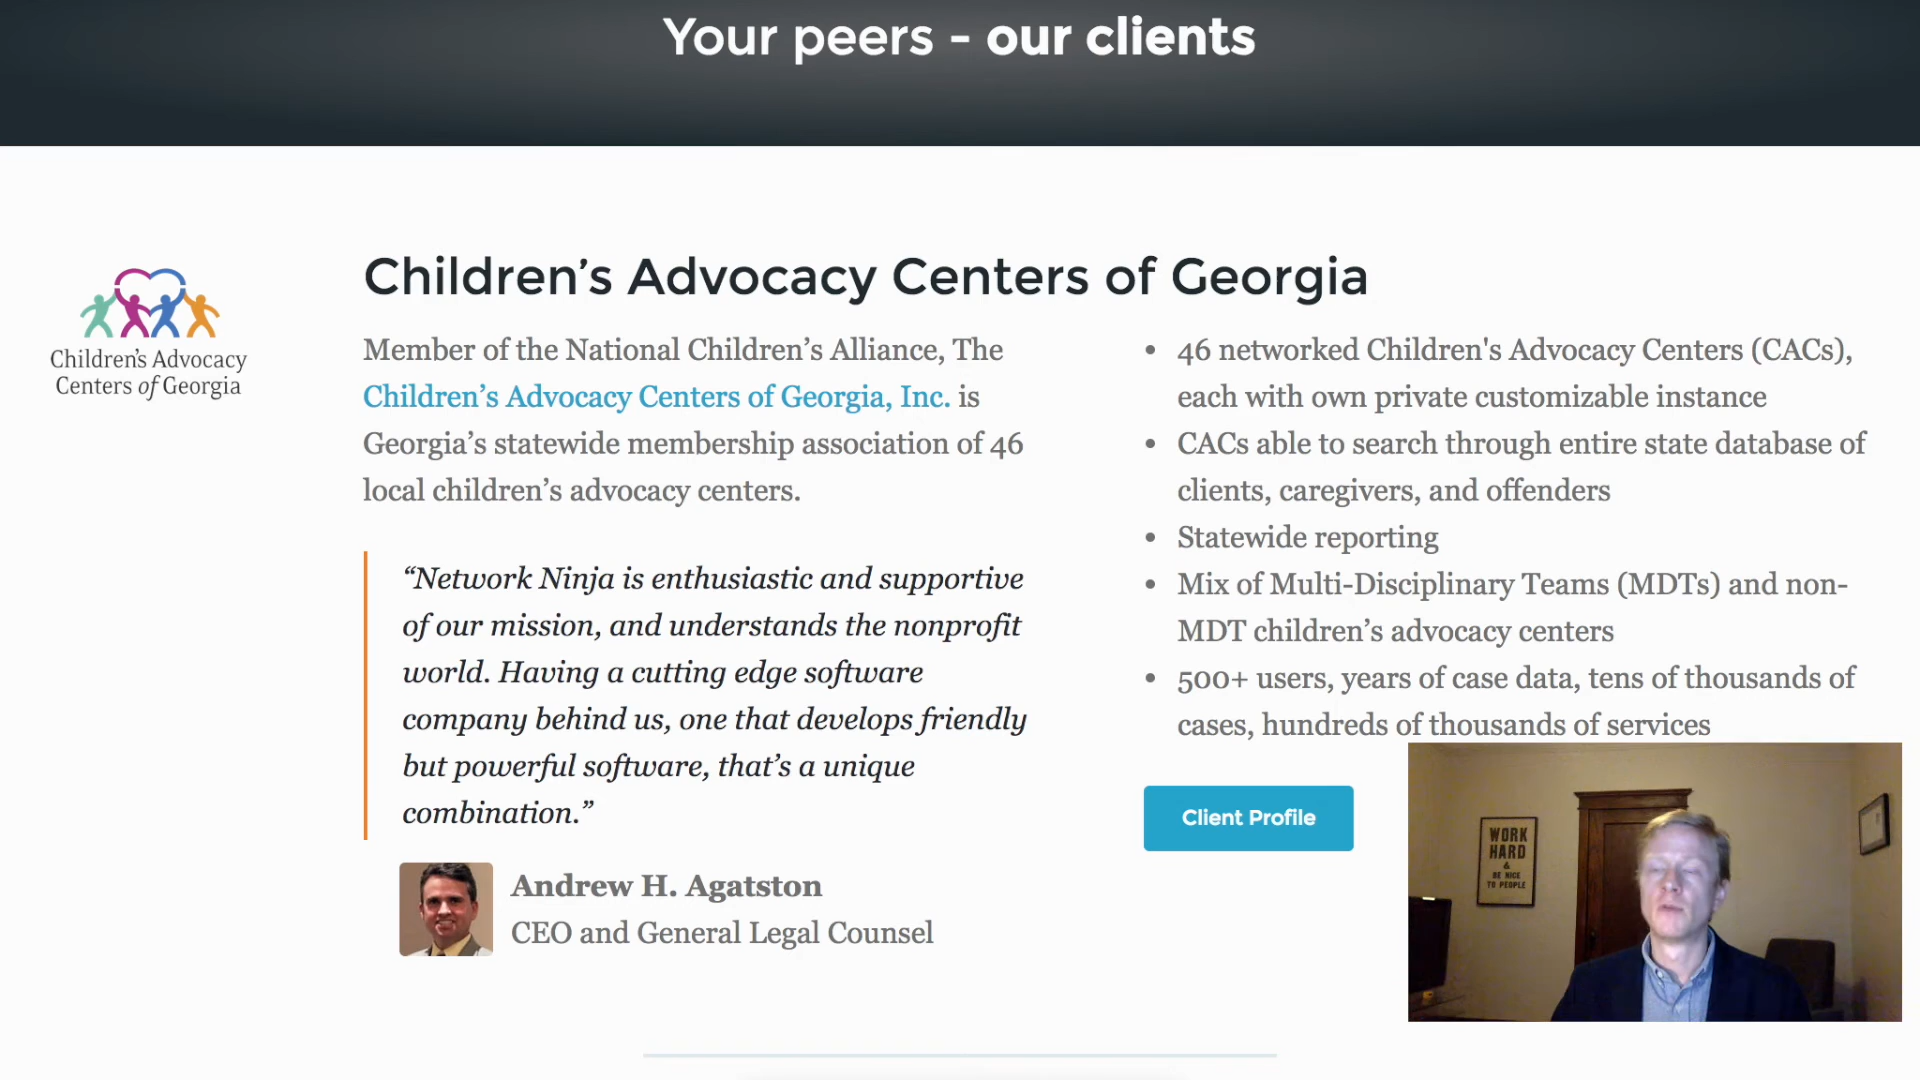 Your peers - our clients
Children's Advocacy
Centers of Georgia
Children’s Advocacy Centers of Georgia
Member of the National Children’s Alliance, The
Children’s Advocacy Centers of Georgia, Inc. is
Georgia’s statewide membership association of 46
local children’s advocacy centers.
“Network Ninja is enthusiastic and supportive
of our mission, and understands the nonprofit
world. Having a cutting edge software
company behind us, one that develops friendly
but powerful software, that’s a unique
combination.”
Andrew H. Agatston
CEO and General Legal Counsel
• 46 networked Children's Advocacy Centers (CACs),
each with own private customizable instance
• CACs able to search through entire state database of
clients, caregivers, and offenders
• Statewide reporting
• Mix of Multi-Disciplinary Teams (MDTs) and non-
MDT children’s advocacy centers
• 500+ users, years of case data, tens of thousands of
cases, hundreds of thousands of services
Client Profile
WORK
HARD
&
BE NICE
TO PEOPLE